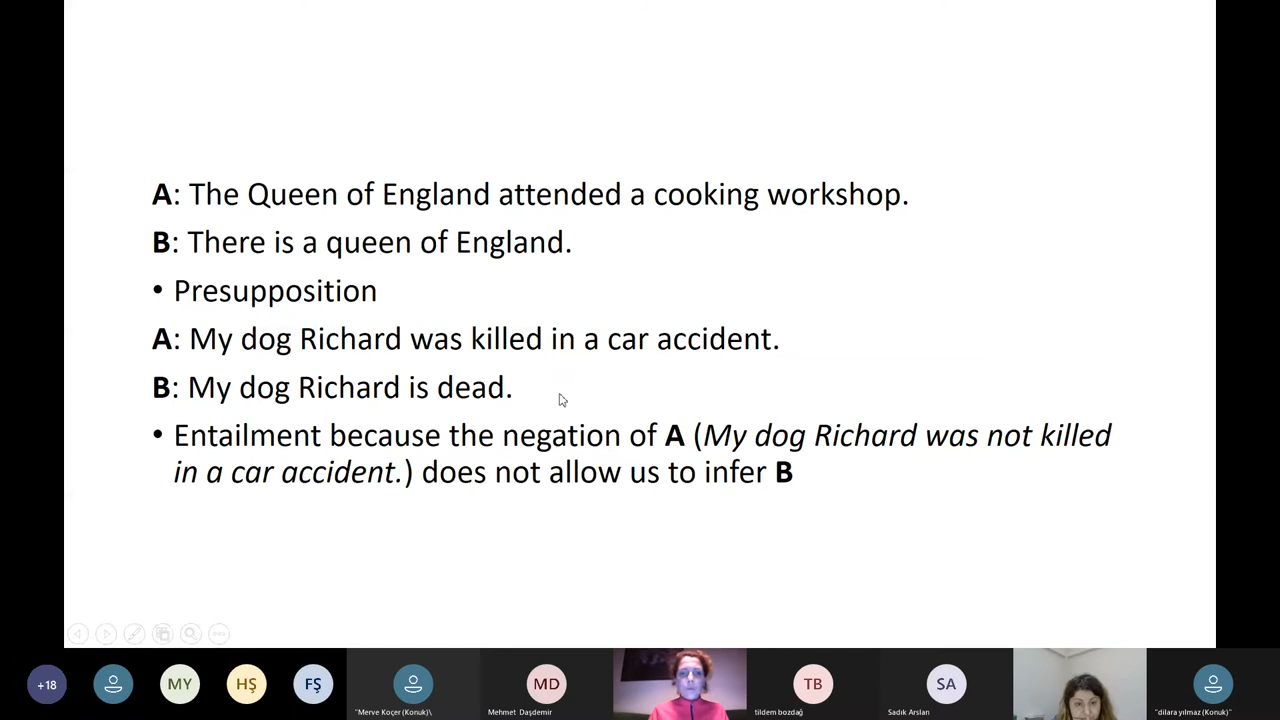 A: The Queen of England attended a cooking workshop.
B: There is a queen of England.
• Presupposition
A: My dog Richard was killed in a car accident.
B: My dog Richard is dead.
• Entailment because the negation of A (My dog Richard was not killed
in a car accident.) does not allow us to infer B
+18
MY
HŞ
FŞ
"Merve Koçer (Konuk)\
MD
Mehmet Daşdemir
TB
tildem bozdağ
SA
Sadık Arslan
"dilara yılmaz (Konuk)"